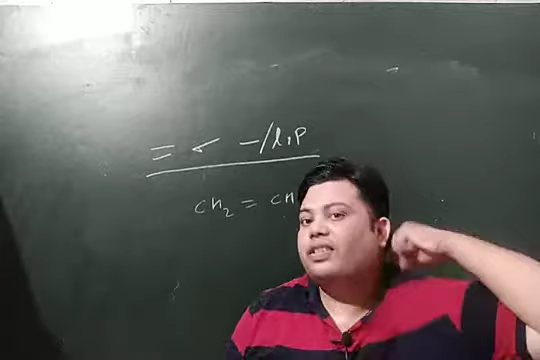 = < -/l.P
CH₂ = CH